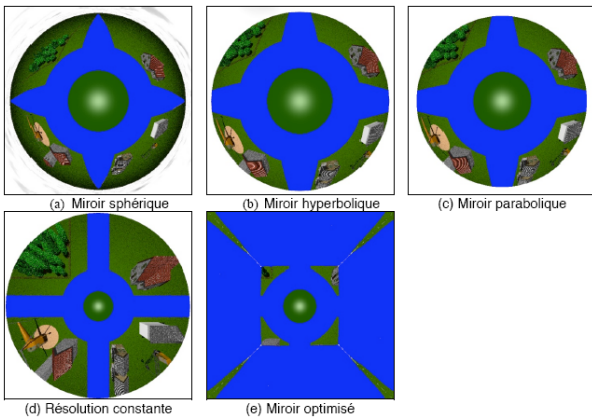 (a) Miroir sphérique
(b) Miroir hyperbolique
(c) Miroir parabolique
(d) Résolution constante
(e) Miroir optimisé